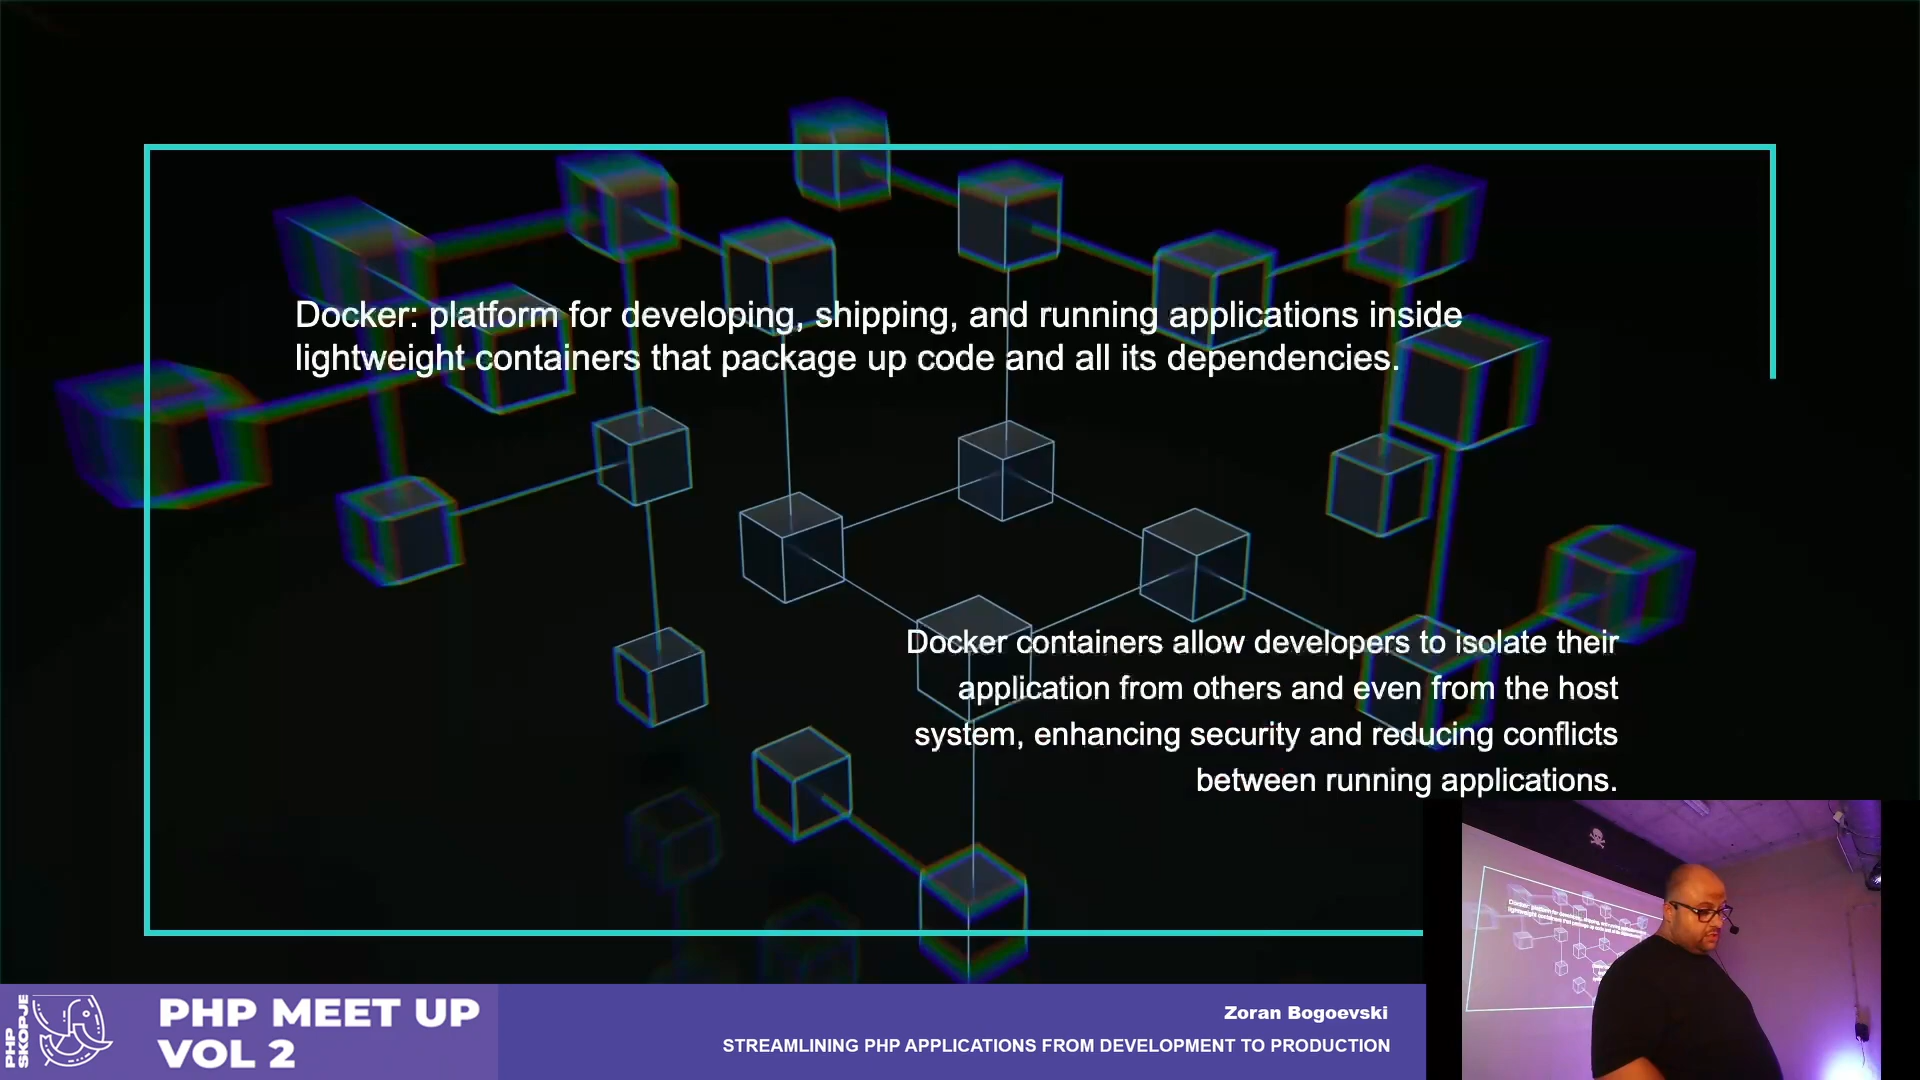 Docker: platform for developing, shipping, and running applications inside
lightweight containers that package up code and all its dependencies.
Docker containers allow developers to isolate their
application from others and even from the host
system, enhancing security and reducing conflicts
between running applications.
PHP
SKOPJE
PHP MEET UP
VOL 2
Zoran Bogoevski
STREAMLINING PHP APPLICATIONS FROM DEVELOPMENT TO PRODUCTION